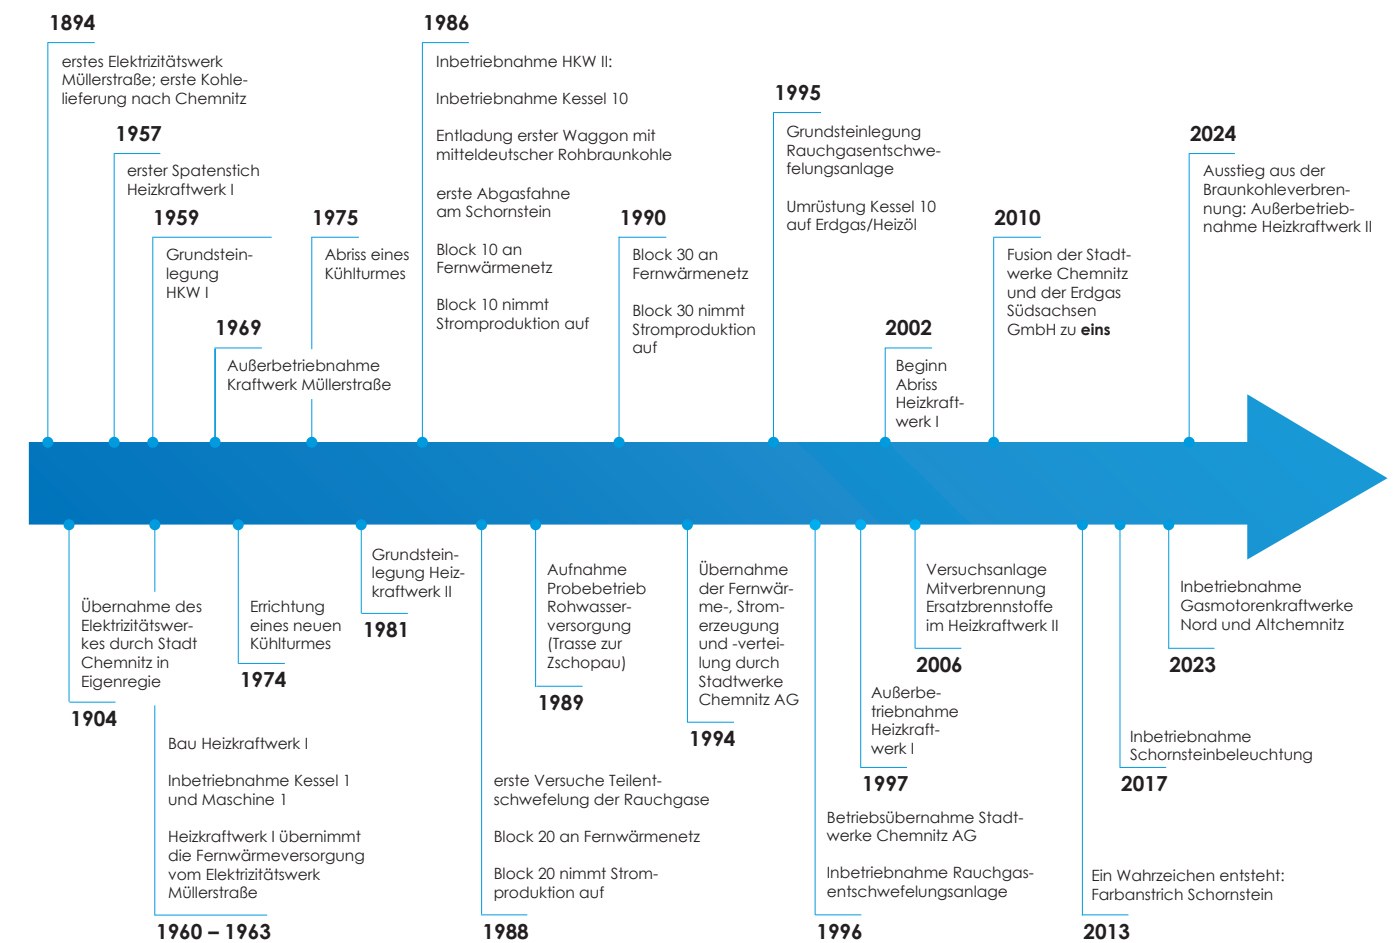 1894
erstes Elektrizitätswerk
Müllerstraße; erste Kohle-
lieferung nach Chemnitz
1957
erster Spatenstich
Heizkraftwerk I
1959
Grundstein-
legung
HKW I
1969
Außerbetriebnahme
Kraftwerk Müllerstraße
1975
Abriss eines
Kühlturmes
1986
Inbetriebnahme HKW II:
Inbetriebnahme Kessel 10
Entladung erster Waggon mit
mitteldeutscher Rohbraunkohle
erste Abgasfahne
am Schornstein
Block 10 an
Fernwärmenetz
Block 10 nimmt
Stromproduktion auf
1990
Block 30 an
Fernwärmenetz
Block 30 nimmt
Stromproduktion
auf
1995
Grundsteinlegung
Rauchgasentschwe-
felungsanlage
Umrüstung Kessel 10
auf Erdgas/Heizöl
2002
Beginn
Abriss
Heizkraft-
werk I
2010
Fusion der Stadt-
werke Chemnitz
und der Erdgas
Südsachsen
GmbH zu eins
2024
Ausstieg aus der
Braunkohleverbren-
nung: Außerbetrieb-
nahme Heizkraftwerk II
Übernahme des
Elektrizitätswer-
kes durch Stadt
Chemnitz in
Eigenregie
1904
Bau Heizkraftwerk I
Inbetriebnahme Kessel 1
und Maschine 1
Heizkraftwerk I übernimmt
die Fernwärmeversorgung
vom Elektrizitätswerk
Müllerstraße
1960 – 1963
Errichtung
eines neuen
Kühlturmes
1974
Grundstein-
legung Heiz-
kraftwerk II
1981
erste Versuche Teilent-
schwefelung der Rauchgase
Block 20 an Fernwärmenetz
Block 20 nimmt Strom-
produktion auf
1988
Aufnahme
Probebetrieb
Rohwasser-
versorgung
(Trasse zur
Zschopau)
1989
Übernahme
der Fernwär-
me-, Strom-
erzeugung
und -vertei-
lung durch
Stadtwerke
Chemnitz AG
1994
Betriebsübernahme Stadt-
werke Chemnitz AG
Inbetriebnahme Rauchgas-
entschwefelungsanlage
1996
Außerbe-
triebnahme
Heizkraft-
werk I
1997
Versuchsanlage
Mitverbrennung
Ersatzbrennstoffe
im Heizkraftwerk II
2006
Ein Wahrzeichen entsteht:
Farbanstrich Schornstein
2013
Inbetriebnahme
Schornsteinbeleuchtung
2017
Inbetriebnahme
Gasmotorenkraftwerke
Nord und Altchemnitz
2023